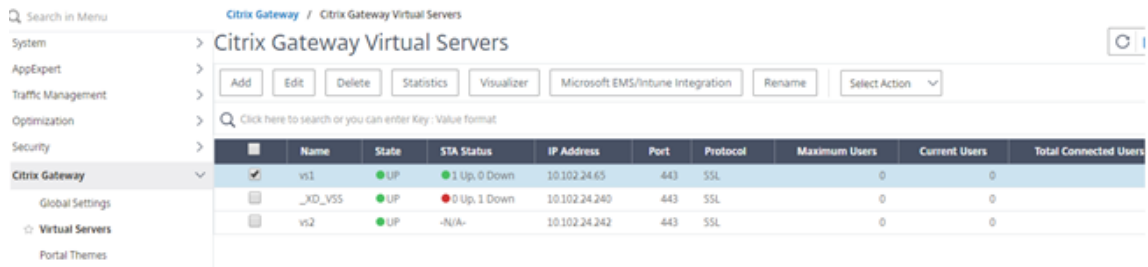 Search in Menu
Citrix Gateway / Citrix Gateway Virtual Servers
System
Citrix Gateway Virtual Servers
AppExpert
Traffic Management
Add Edit Delete Statistics Visualizer Microsoft EMS/Intune Integration Rename Select Action
Optimization
Click here to search or you can enter Key : Value format
Security
Name State STA Status IP Address Port Protocol Maximum Users Current Users Total Connected Users
Citrix Gateway
vs1 UP 1 Up, 0 Down 10.102.24.65 443 SSL 0 0
Global Settings
_XD_VSS UP 0 Up, 1 Down 10.102.24.240 443 SSL 0 0
Virtual Servers
vs2 UP -N/A- 10.102.24.242 443 SSL 0 0
Portal Themes